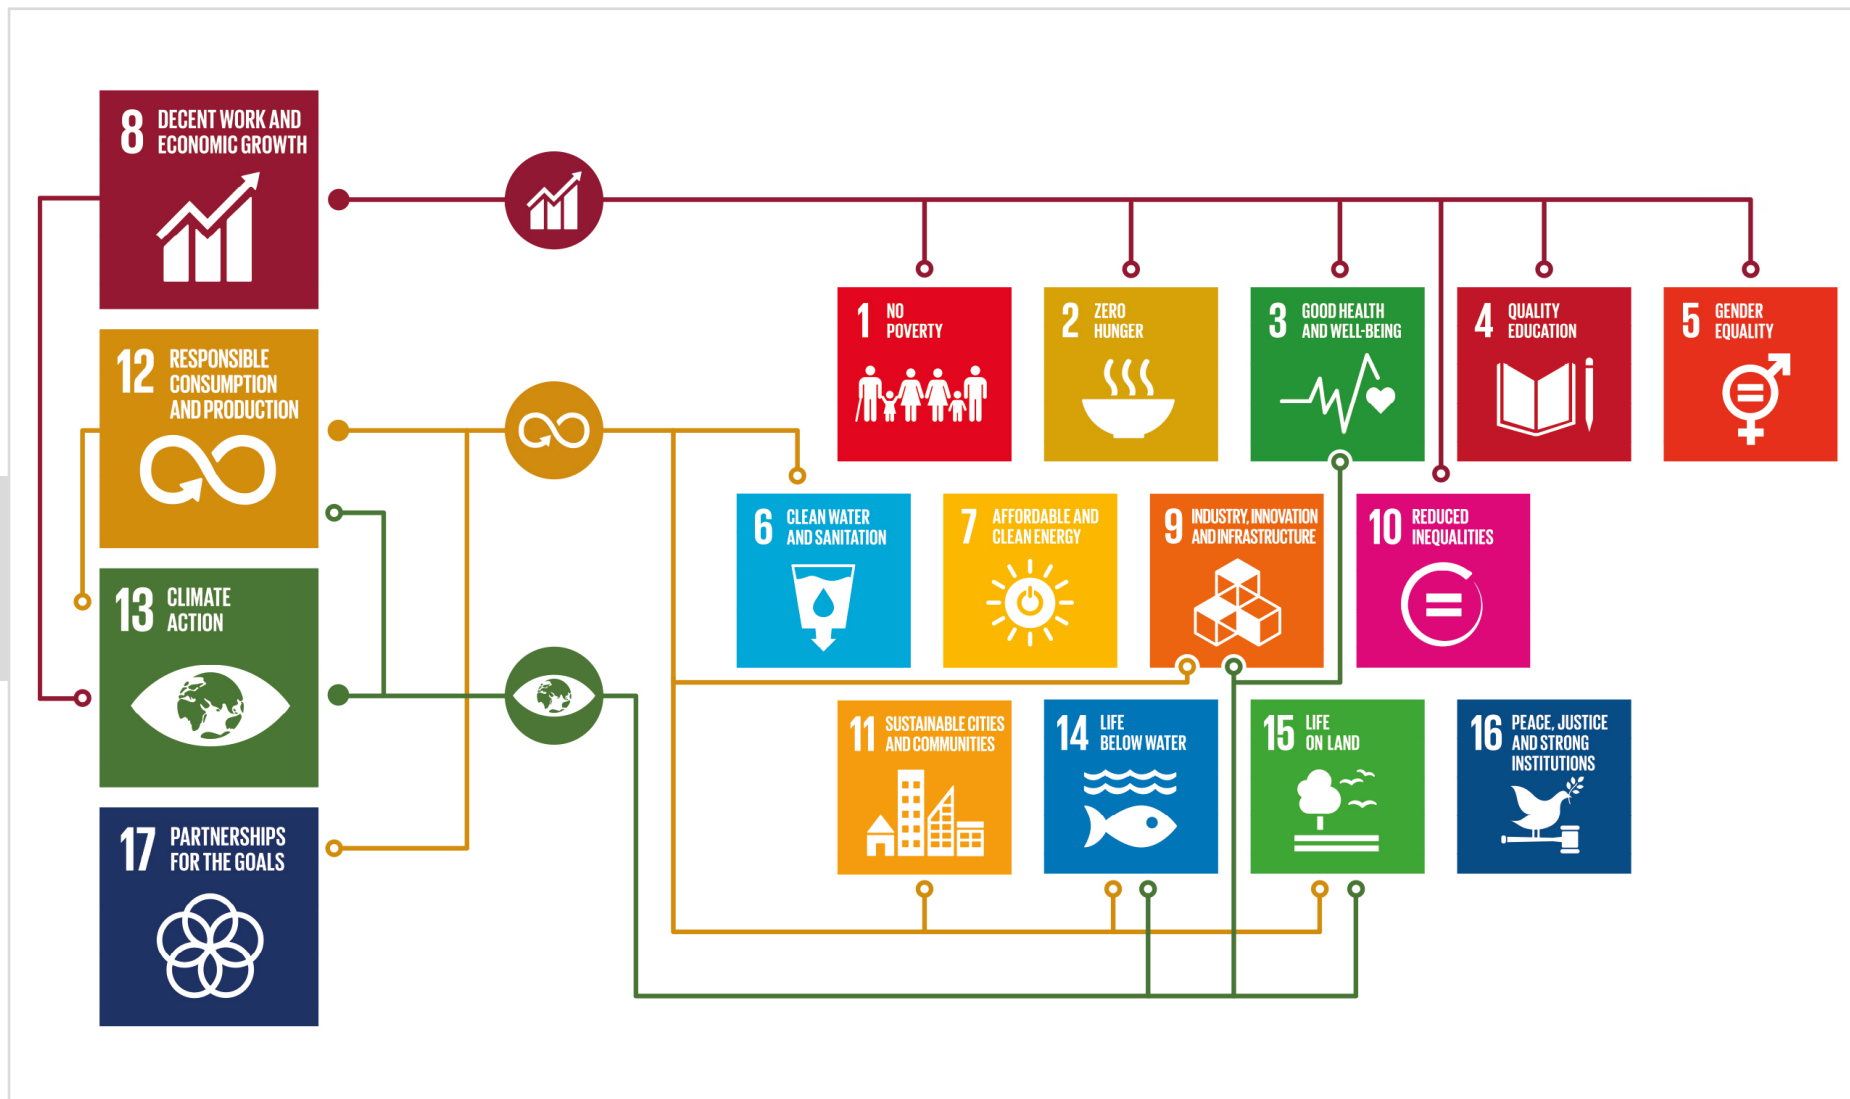 8 DECENT WORK AND
ECONOMIC GROWTH
12 RESPONSIBLE
CONSUMPTION
AND PRODUCTION
13 CLIMATE
ACTION
17 PARTNERSHIPS
FOR THE GOALS
1 NO
POVERTY
2 ZERO
HUNGER
3 GOOD HEALTH
AND WELL-BEING
4 QUALITY
EDUCATION
5 GENDER
EQUALITY
6 CLEAN WATER
AND SANITATION
7 AFFORDABLE AND
CLEAN ENERGY
9 INDUSTRY, INNOVATION
AND INFRASTRUCTURE
10 REDUCED
INEQUALITIES
11 SUSTAINABLE CITIES
AND COMMUNITIES
14 LIFE
BELOW WATER
15 LIFE
ON LAND
16 PEACE, JUSTICE
AND STRONG
INSTITUTIONS